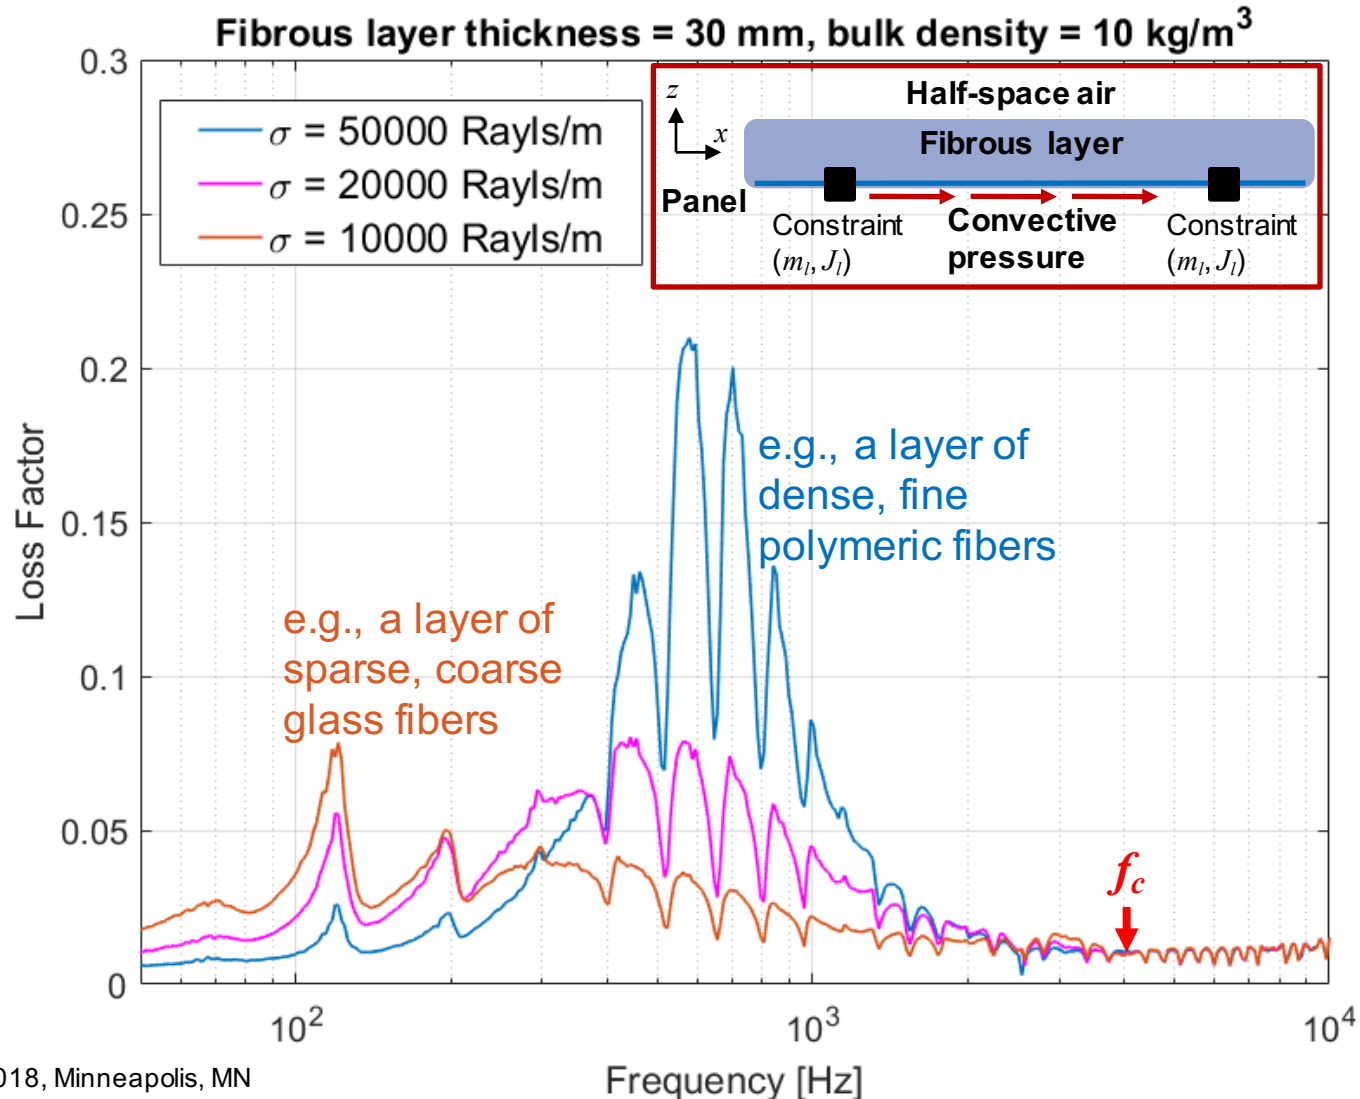 Fibrous layer thickness = 30 mm, bulk density = 10 kg/m³
0.3
0.25
0.2
0.15
0.1
0.05
0
Loss Factor
σ = 50000 Rayls/m
σ = 20000 Rayls/m
σ = 10000 Rayls/m
z
x
Half-space air
Fibrous layer
Panel
Constraint
(mₗ, Jₗ)
Convective
pressure
Constraint
(mₗ, Jₗ)
e.g., a layer of
dense, fine
polymeric fibers
e.g., a layer of
sparse, coarse
glass fibers
f_c
10²
10³
10⁴
Frequency [Hz]
018, Minneapolis, MN